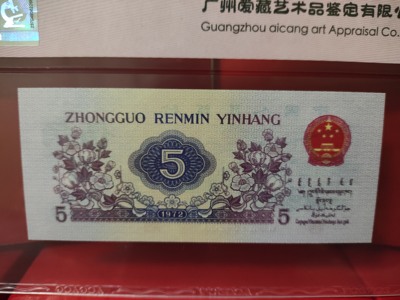 广州爱藏艺术品鉴定有限公
Guangzhou aicang art Appraisal Co.
ZHONGGUO RENMIN YINHANG
5
5
1972
5